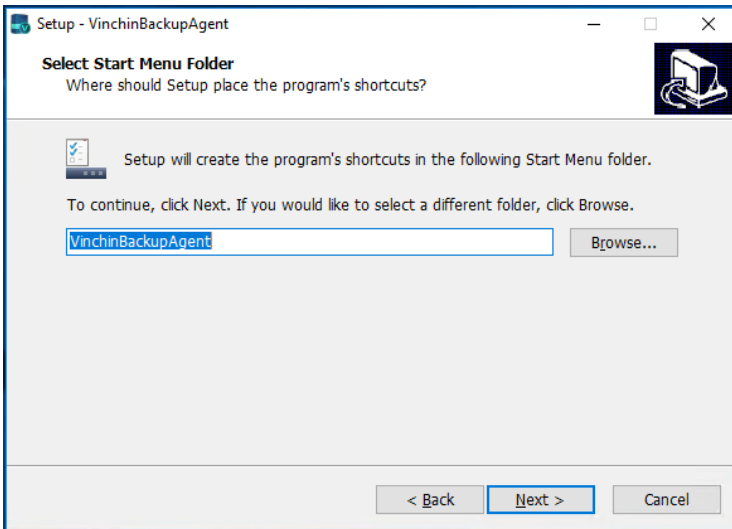 Setup - VinchinBackupAgent
Select Start Menu Folder
Where should Setup place the program's shortcuts?
Setup will create the program's shortcuts in the following Start Menu folder.
To continue, click Next. If you would like to select a different folder, click Browse.
VinchinBackupAgent
Browse...
< Back
Next >
Cancel